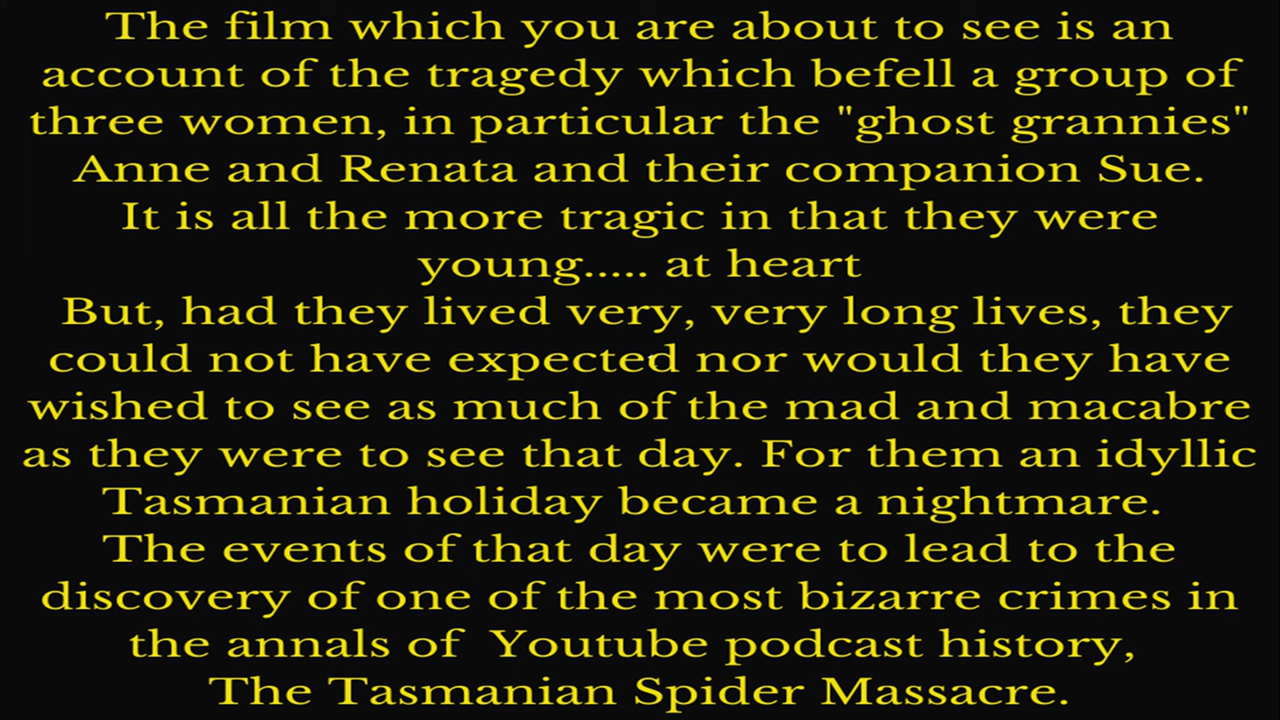 The film which you are about to see is an
account of the tragedy which befell a group of
three women, in particular the "ghost grannies"
Anne and Renata and their companion Sue.
It is all the more tragic in that they were
young..... at heart
But, had they lived very, very long lives, they
could not have expected nor would they have
wished to see as much of the mad and macabre
as they were to see that day. For them an idyllic
Tasmanian holiday became a nightmare.
The events of that day were to lead to the
discovery of one of the most bizarre crimes in
the annals of  Youtube podcast history,
The Tasmanian Spider Massacre.